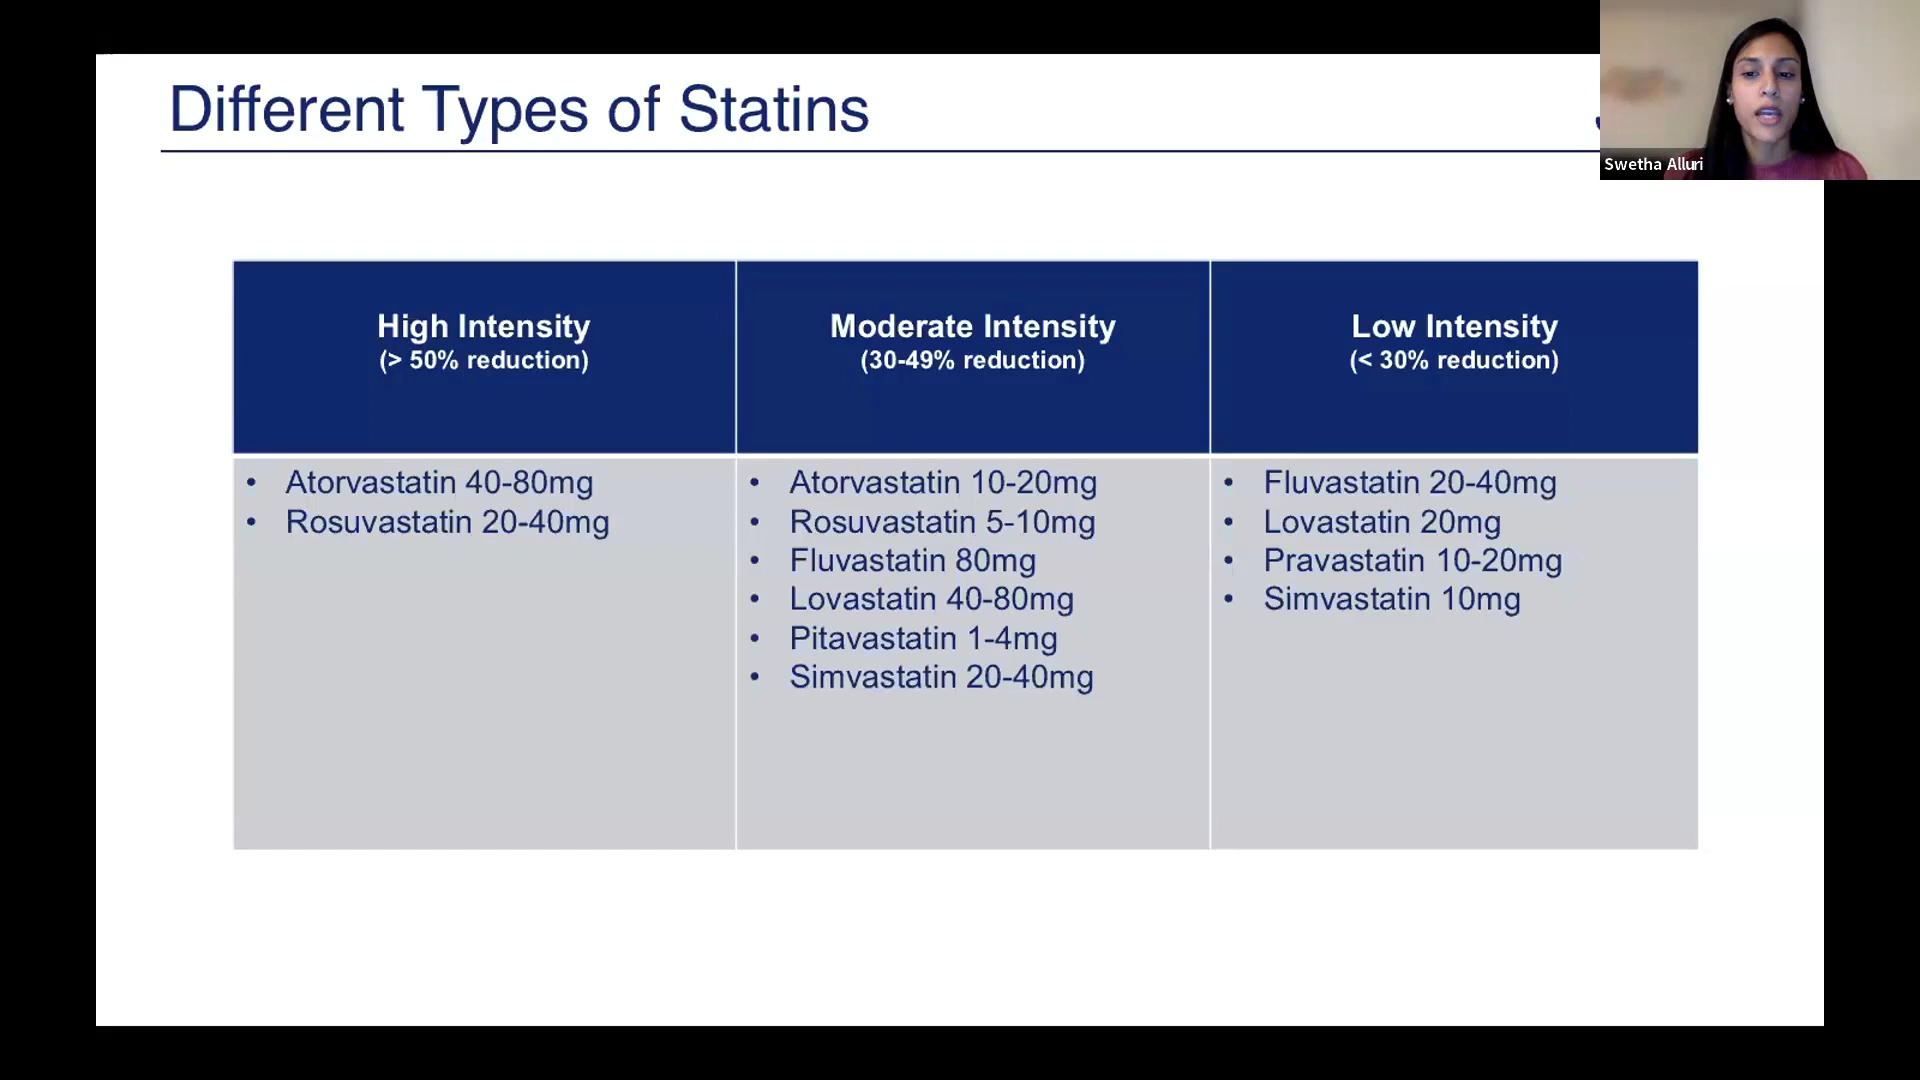 Different Types of Statins
Swetha Alluri
High Intensity
(> 50% reduction)
Moderate Intensity
(30-49% reduction)
Low Intensity
(< 30% reduction)
• Atorvastatin 40-80mg
• Rosuvastatin 20-40mg
• Atorvastatin 10-20mg
• Rosuvastatin 5-10mg
• Fluvastatin 80mg
• Lovastatin 40-80mg
• Pitavastatin 1-4mg
• Simvastatin 20-40mg
• Fluvastatin 20-40mg
• Lovastatin 20mg
• Pravastatin 10-20mg
• Simvastatin 10mg